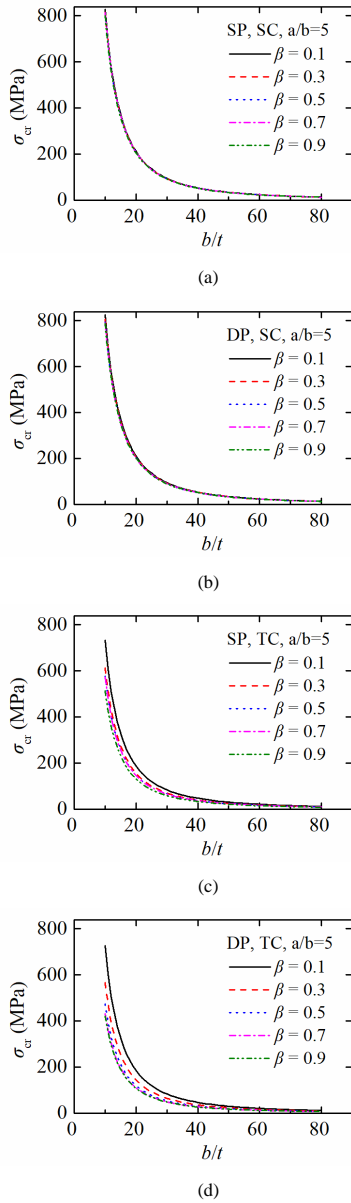 SP, SC, a/b=5
β = 0.1
β = 0.3
β = 0.5
β = 0.7
β = 0.9
800
600
400
200
0
σcr (MPa)
0 20 40 60 80
b/t
(a)
DP, SC, a/b=5
β = 0.1
β = 0.3
β = 0.5
β = 0.7
β = 0.9
800
600
400
200
0
σcr (MPa)
0 20 40 60 80
b/t
(b)
SP, TC, a/b=5
β = 0.1
β = 0.3
β = 0.5
β = 0.7
β = 0.9
800
600
400
200
0
σcr (MPa)
0 20 40 60 80
b/t
(c)
DP, TC, a/b=5
β = 0.1
β = 0.3
β = 0.5
β = 0.7
β = 0.9
800
600
400
200
0
σcr (MPa)
0 20 40 60 80
b/t
(d)